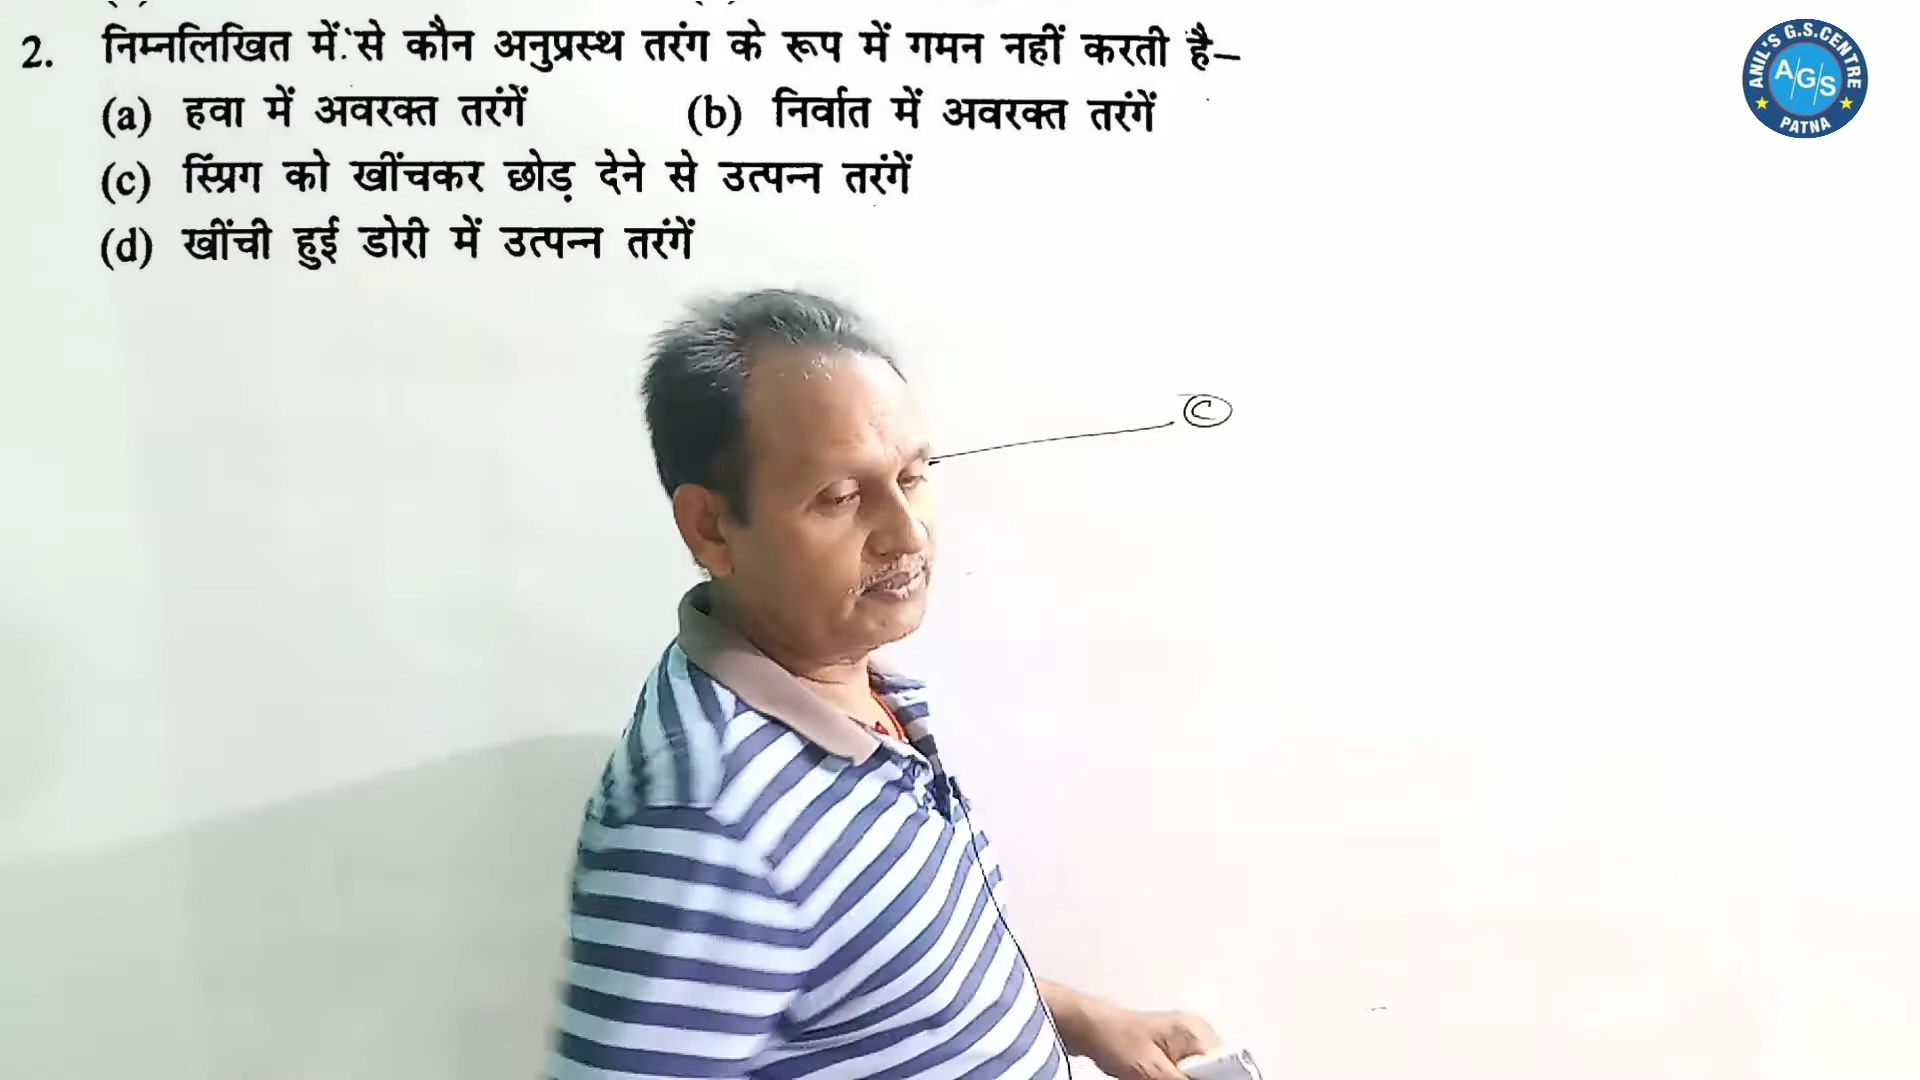 2. निम्नलिखित में से कौन अनुप्रस्थ तरंग के रूप में गमन नहीं करती है–
(a) हवा में अवरक्त तरंगें (b) निर्वात में अवरक्त तरंगें
(c) स्प्रिंग को खींचकर छोड़ देने से उत्पन्न तरंगें
(d) खींची हुई डोरी में उत्पन्न तरंगें
C
ANIL'S G.S.CENTRE
A/G/S
PATNA